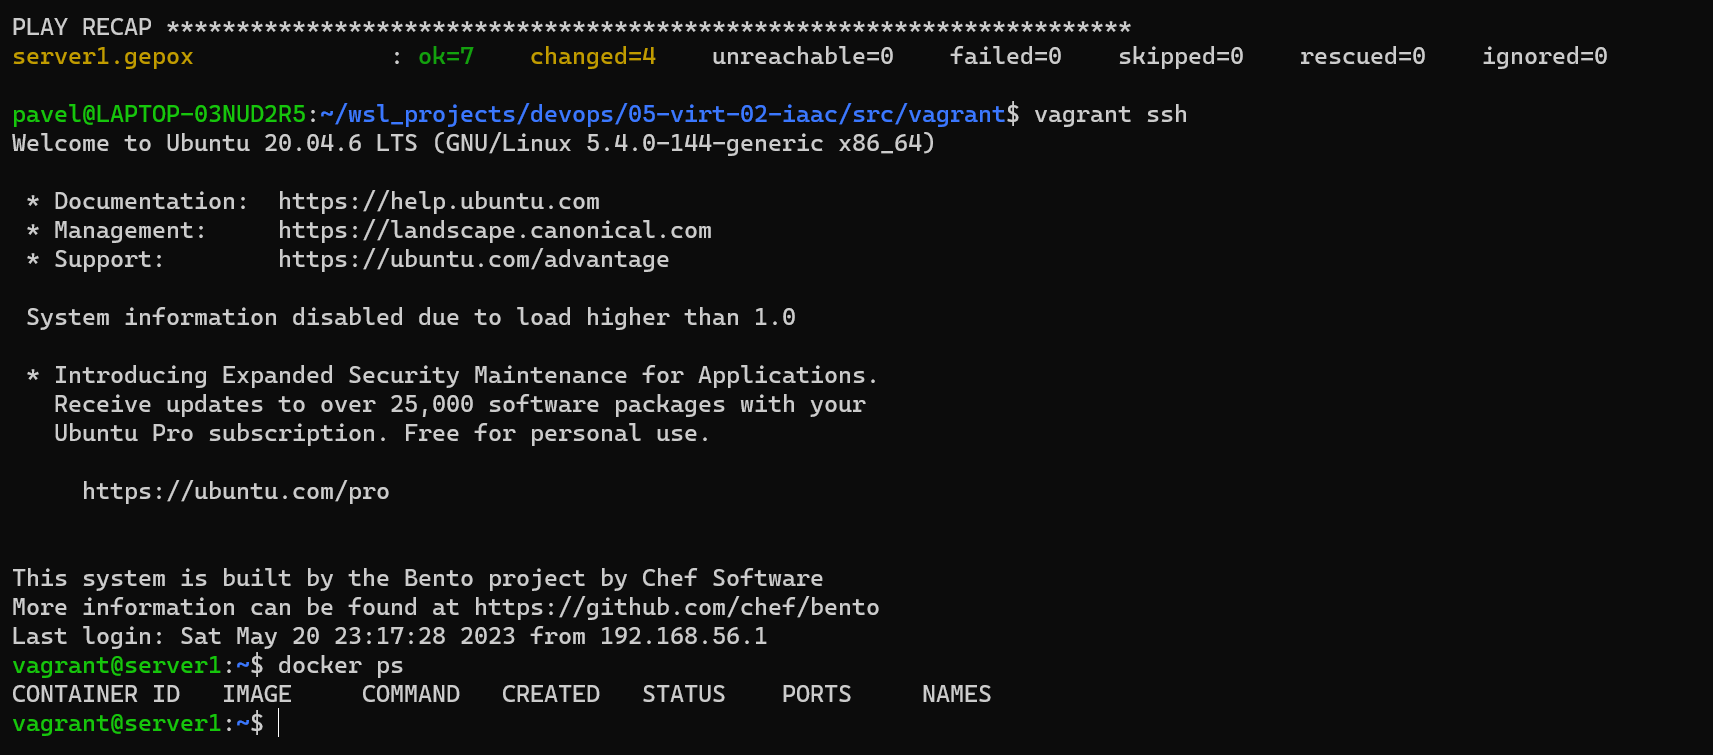 PLAY RECAP *********************************************************************
server1.gepox              : ok=7    changed=4    unreachable=0    failed=0    skipped=0    rescued=0    ignored=0
pavel@LAPTOP-03NUD2R5:~/wsl_projects/devops/05-virt-02-iaac/src/vagrant$ vagrant ssh
Welcome to Ubuntu 20.04.6 LTS (GNU/Linux 5.4.0-144-generic x86_64)
 * Documentation:  https://help.ubuntu.com
 * Management:     https://landscape.canonical.com
 * Support:        https://ubuntu.com/advantage
 System information disabled due to load higher than 1.0
 * Introducing Expanded Security Maintenance for Applications.
   Receive updates to over 25,000 software packages with your
   Ubuntu Pro subscription. Free for personal use.
     https://ubuntu.com/pro
This system is built by the Bento project by Chef Software
More information can be found at https://github.com/chef/bento
Last login: Sat May 20 23:17:28 2023 from 192.168.56.1
vagrant@server1:~$ docker ps
CONTAINER ID   IMAGE     COMMAND   CREATED   STATUS    PORTS     NAMES
vagrant@server1:~$